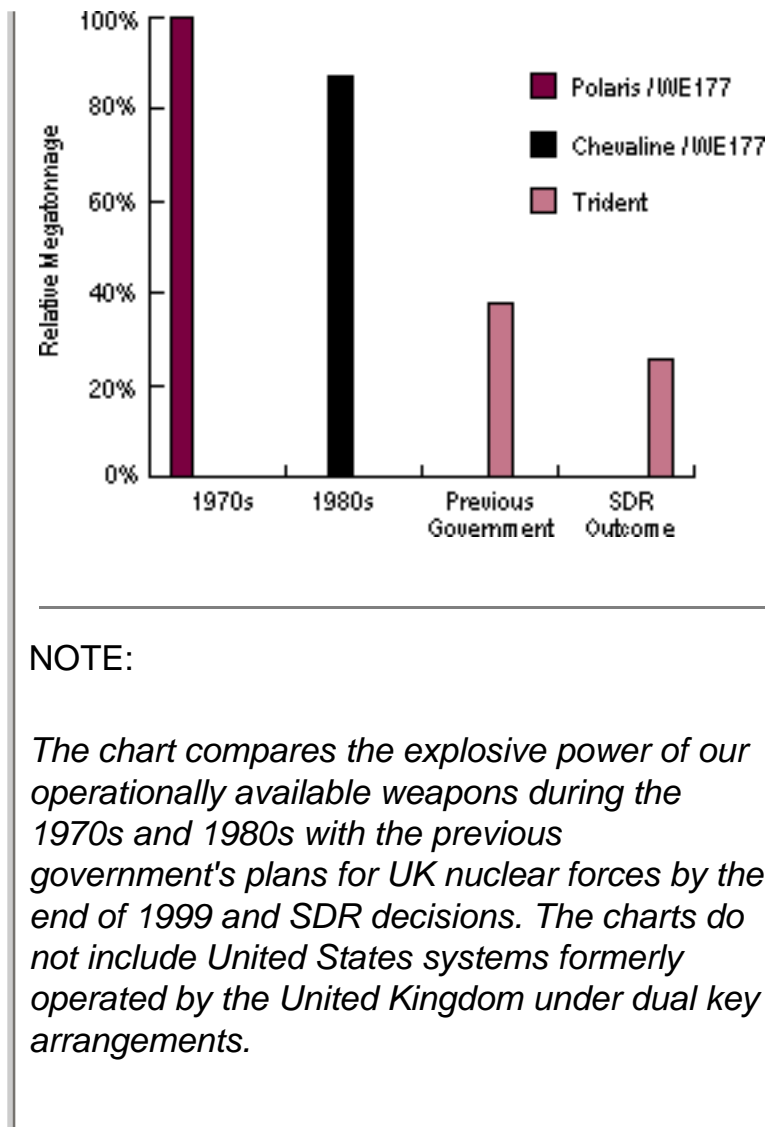 100%
80%
60%
40%
20%
0%
Relative Megatonnage
Polaris / WE177
Chevaline / WE177
Trident
1970s
1980s
Previous
Government
SDR
Outcome
NOTE:
The chart compares the explosive power of our
operationally available weapons during the
1970s and 1980s with the previous
government's plans for UK nuclear forces by the
end of 1999 and SDR decisions. The charts do
not include United States systems formerly
operated by the United Kingdom under dual key
arrangements.